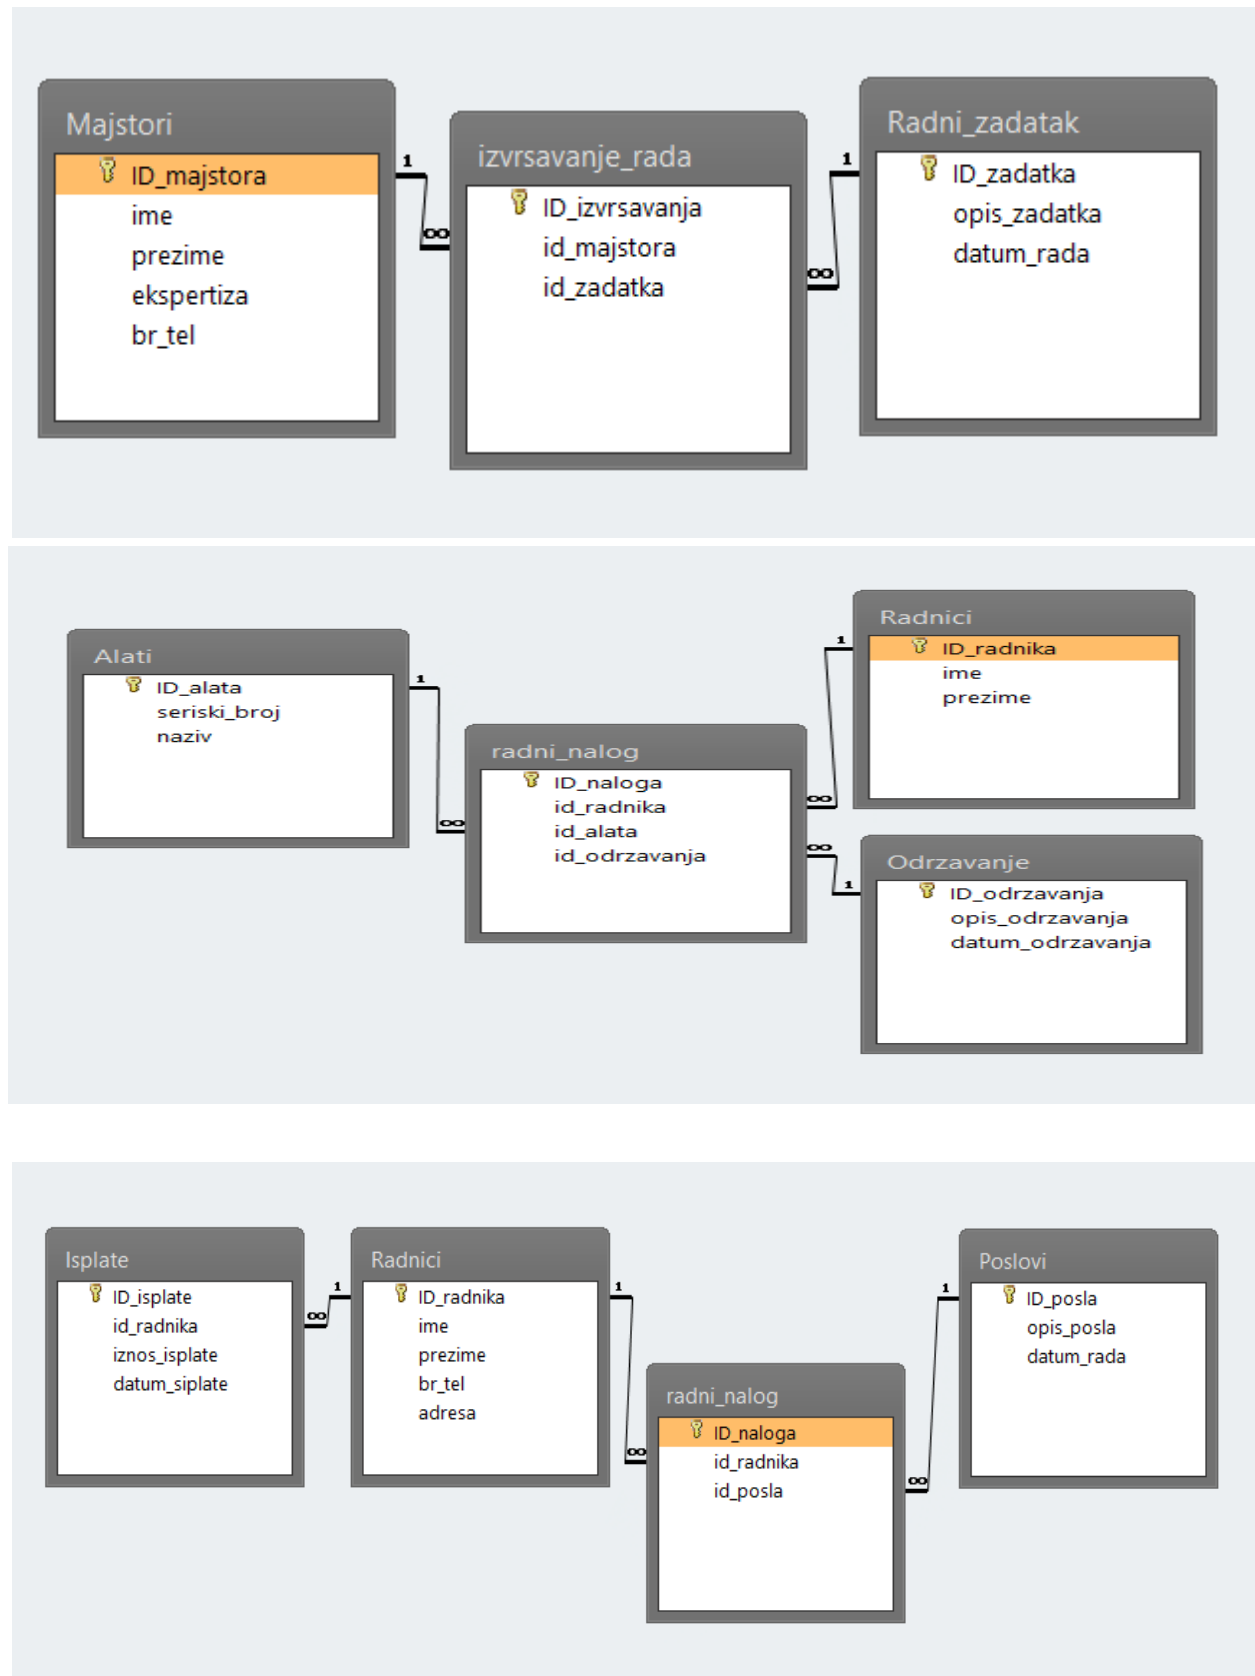 Majstori
ID_majstora
ime
prezime
ekspertiza
br_tel
1
∞
izvrsavanje_rada
ID_izvrsavanja
id_majstora
id_zadatka
1
∞
Radni_zadatak
ID_zadatka
opis_zadatka
datum_rada
Alati
ID_alata
seriski_broj
naziv
1
∞
radni_nalog
ID_naloga
id_radnika
id_alata
id_odrzavanja
1
∞
Radnici
ID_radnika
ime
prezime
∞
1
Odrzavanje
ID_odrzavanja
opis_odrzavanja
datum_odrzavanja
Isplate
ID_isplate
id_radnika
iznos_isplate
datum_siplate
1
∞
Radnici
ID_radnika
ime
prezime
br_tel
adresa
1
∞
radni_nalog
ID_naloga
id_radnika
id_posla
1
∞
Poslovi
ID_posla
opis_posla
datum_rada